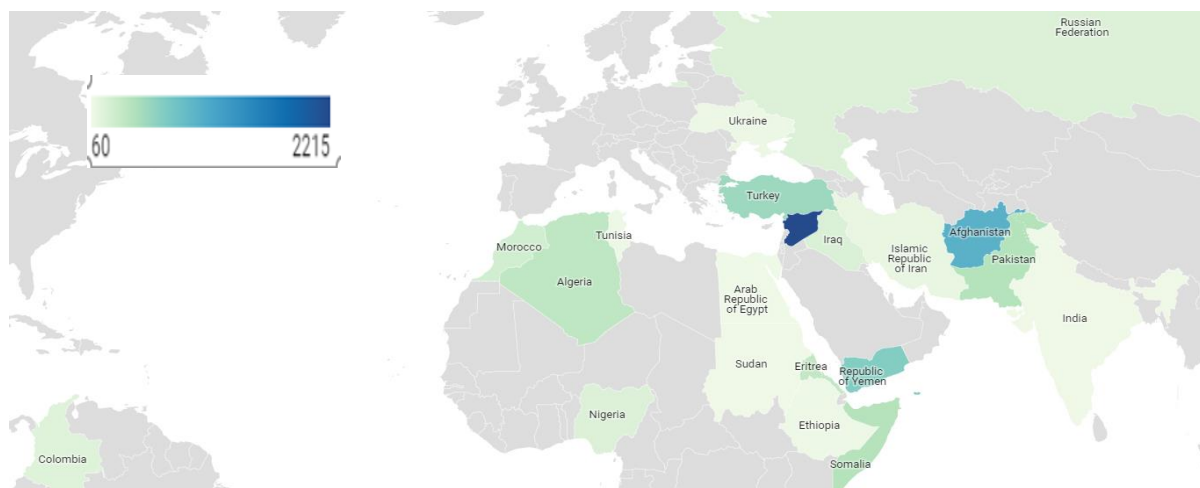 Russian
Federation
60
2215
Ukraine
Turkey
Afghanistan
Morocco
Tunisia
Iraq
Islamic
Republic
of Iran
Pakistan
Algeria
Arab
Republic
of Egypt
India
Sudan
Eritrea
Republic
of Yemen
Nigeria
Ethiopia
Colombia
Somalia